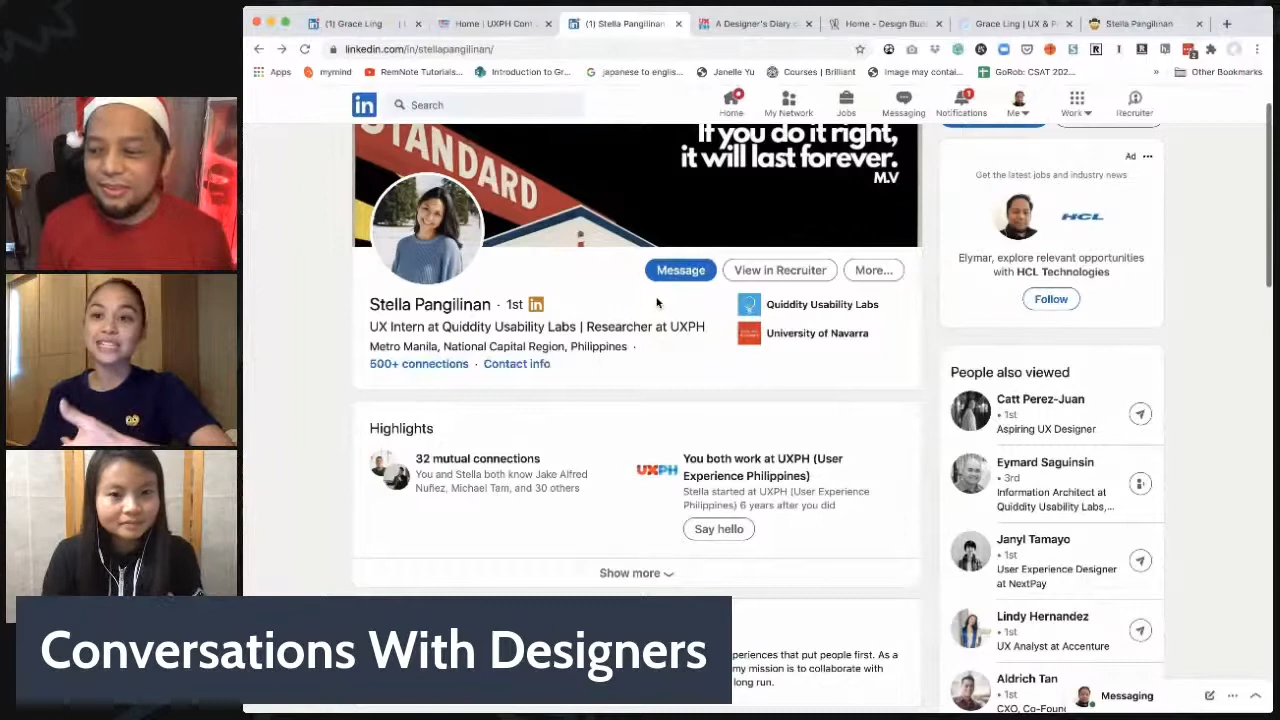 (1) Grace Ling
Home | UXPH Conf
(1) Stella Pangilinan
A Designer's Diary
Home - Design Bud
Grace Ling | UX & P
Stella Pangilinan
linkedin.com/in/stellapangilinan/
Apps
mymind
RemNote Tutorials...
Introduction to Gr...
japanese to englis...
Janelle Yu
Courses | Brilliant
Image may contai...
GoRob: CSAT 202...
»
Other Bookmarks
in
Search
Home
My Network
Jobs
Messaging
1
Notifications
Me
Work
Recruiter
STANDARD
If you do it right,
it will last forever.
M.V
Message
View in Recruiter
More...
Stella Pangilinan · 1st in
UX Intern at Quiddity Usability Labs | Researcher at UXPH
Metro Manila, National Capital Region, Philippines ·
500+ connections · Contact info
Quiddity Usability Labs
University of Navarra
Highlights
32 mutual connections
You and Stella both know Jake Alfred
Nuñez, Michael Tam, and 30 others
UXPH
You both work at UXPH (User
Experience Philippines)
Stella started at UXPH (User Experience
Philippines) 6 years after you did
Say hello
Show more
periences that put people first. As a
my mission is to collaborate with
long run.
Ad ···
Get the latest jobs and industry news
HCL
Elymar, explore relevant opportunities
with HCL Technologies
Follow
People also viewed
Catt Perez-Juan
• 1st
Aspiring UX Designer
Eymard Saguinsin
• 3rd
Information Architect at
Quiddity Usability Labs,...
Janyl Tamayo
• 1st
User Experience Designer
at NextPay
Lindy Hernandez
• 1st
UX Analyst at Accenture
Aldrich Tan
• 1st
CXO, Co-Foun
Messaging
Conversations With Designers